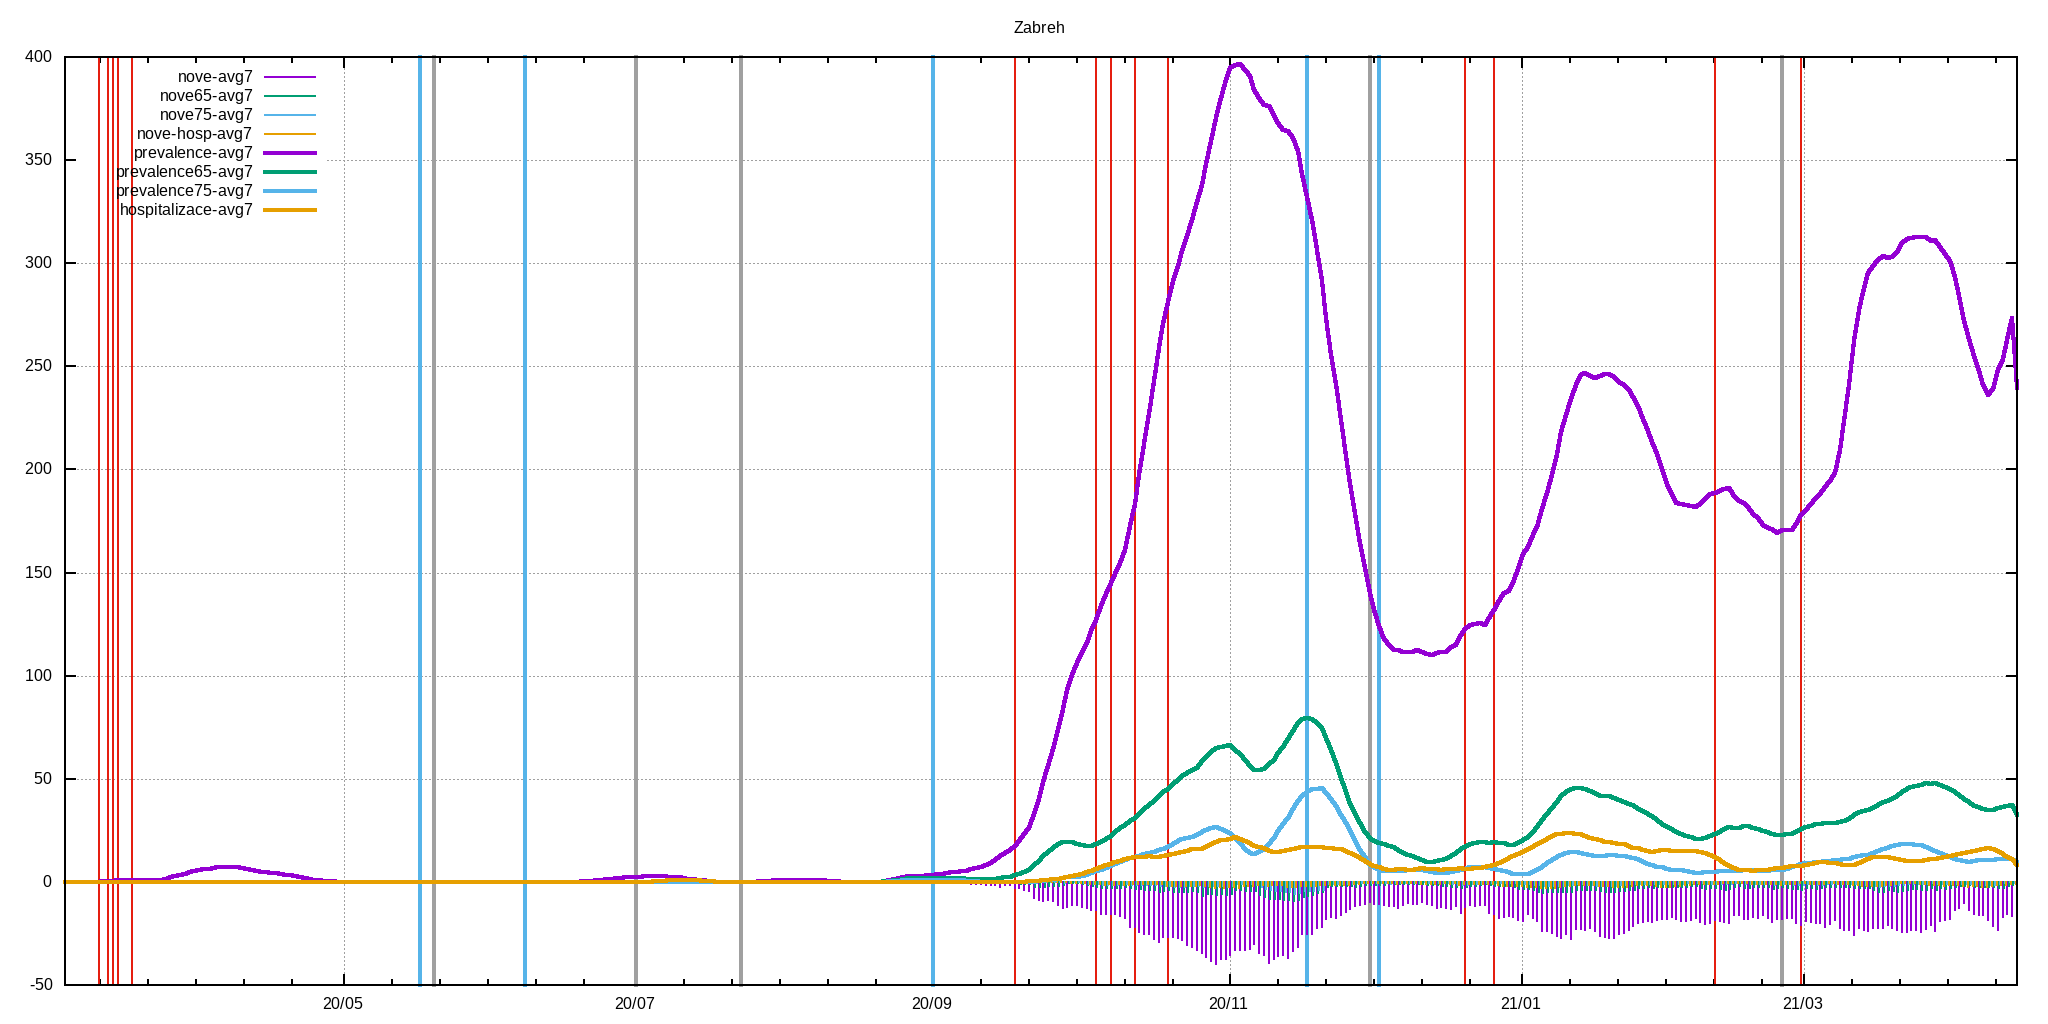 Zabreh
400
350
300
250
200
150
100
50
0
-50
nove-avg7
nove65-avg7
nove75-avg7
nove-hosp-avg7
prevalence-avg7
prevalence65-avg7
prevalence75-avg7
hospitalizace-avg7
20/05
20/07
20/09
20/11
21/01
21/03